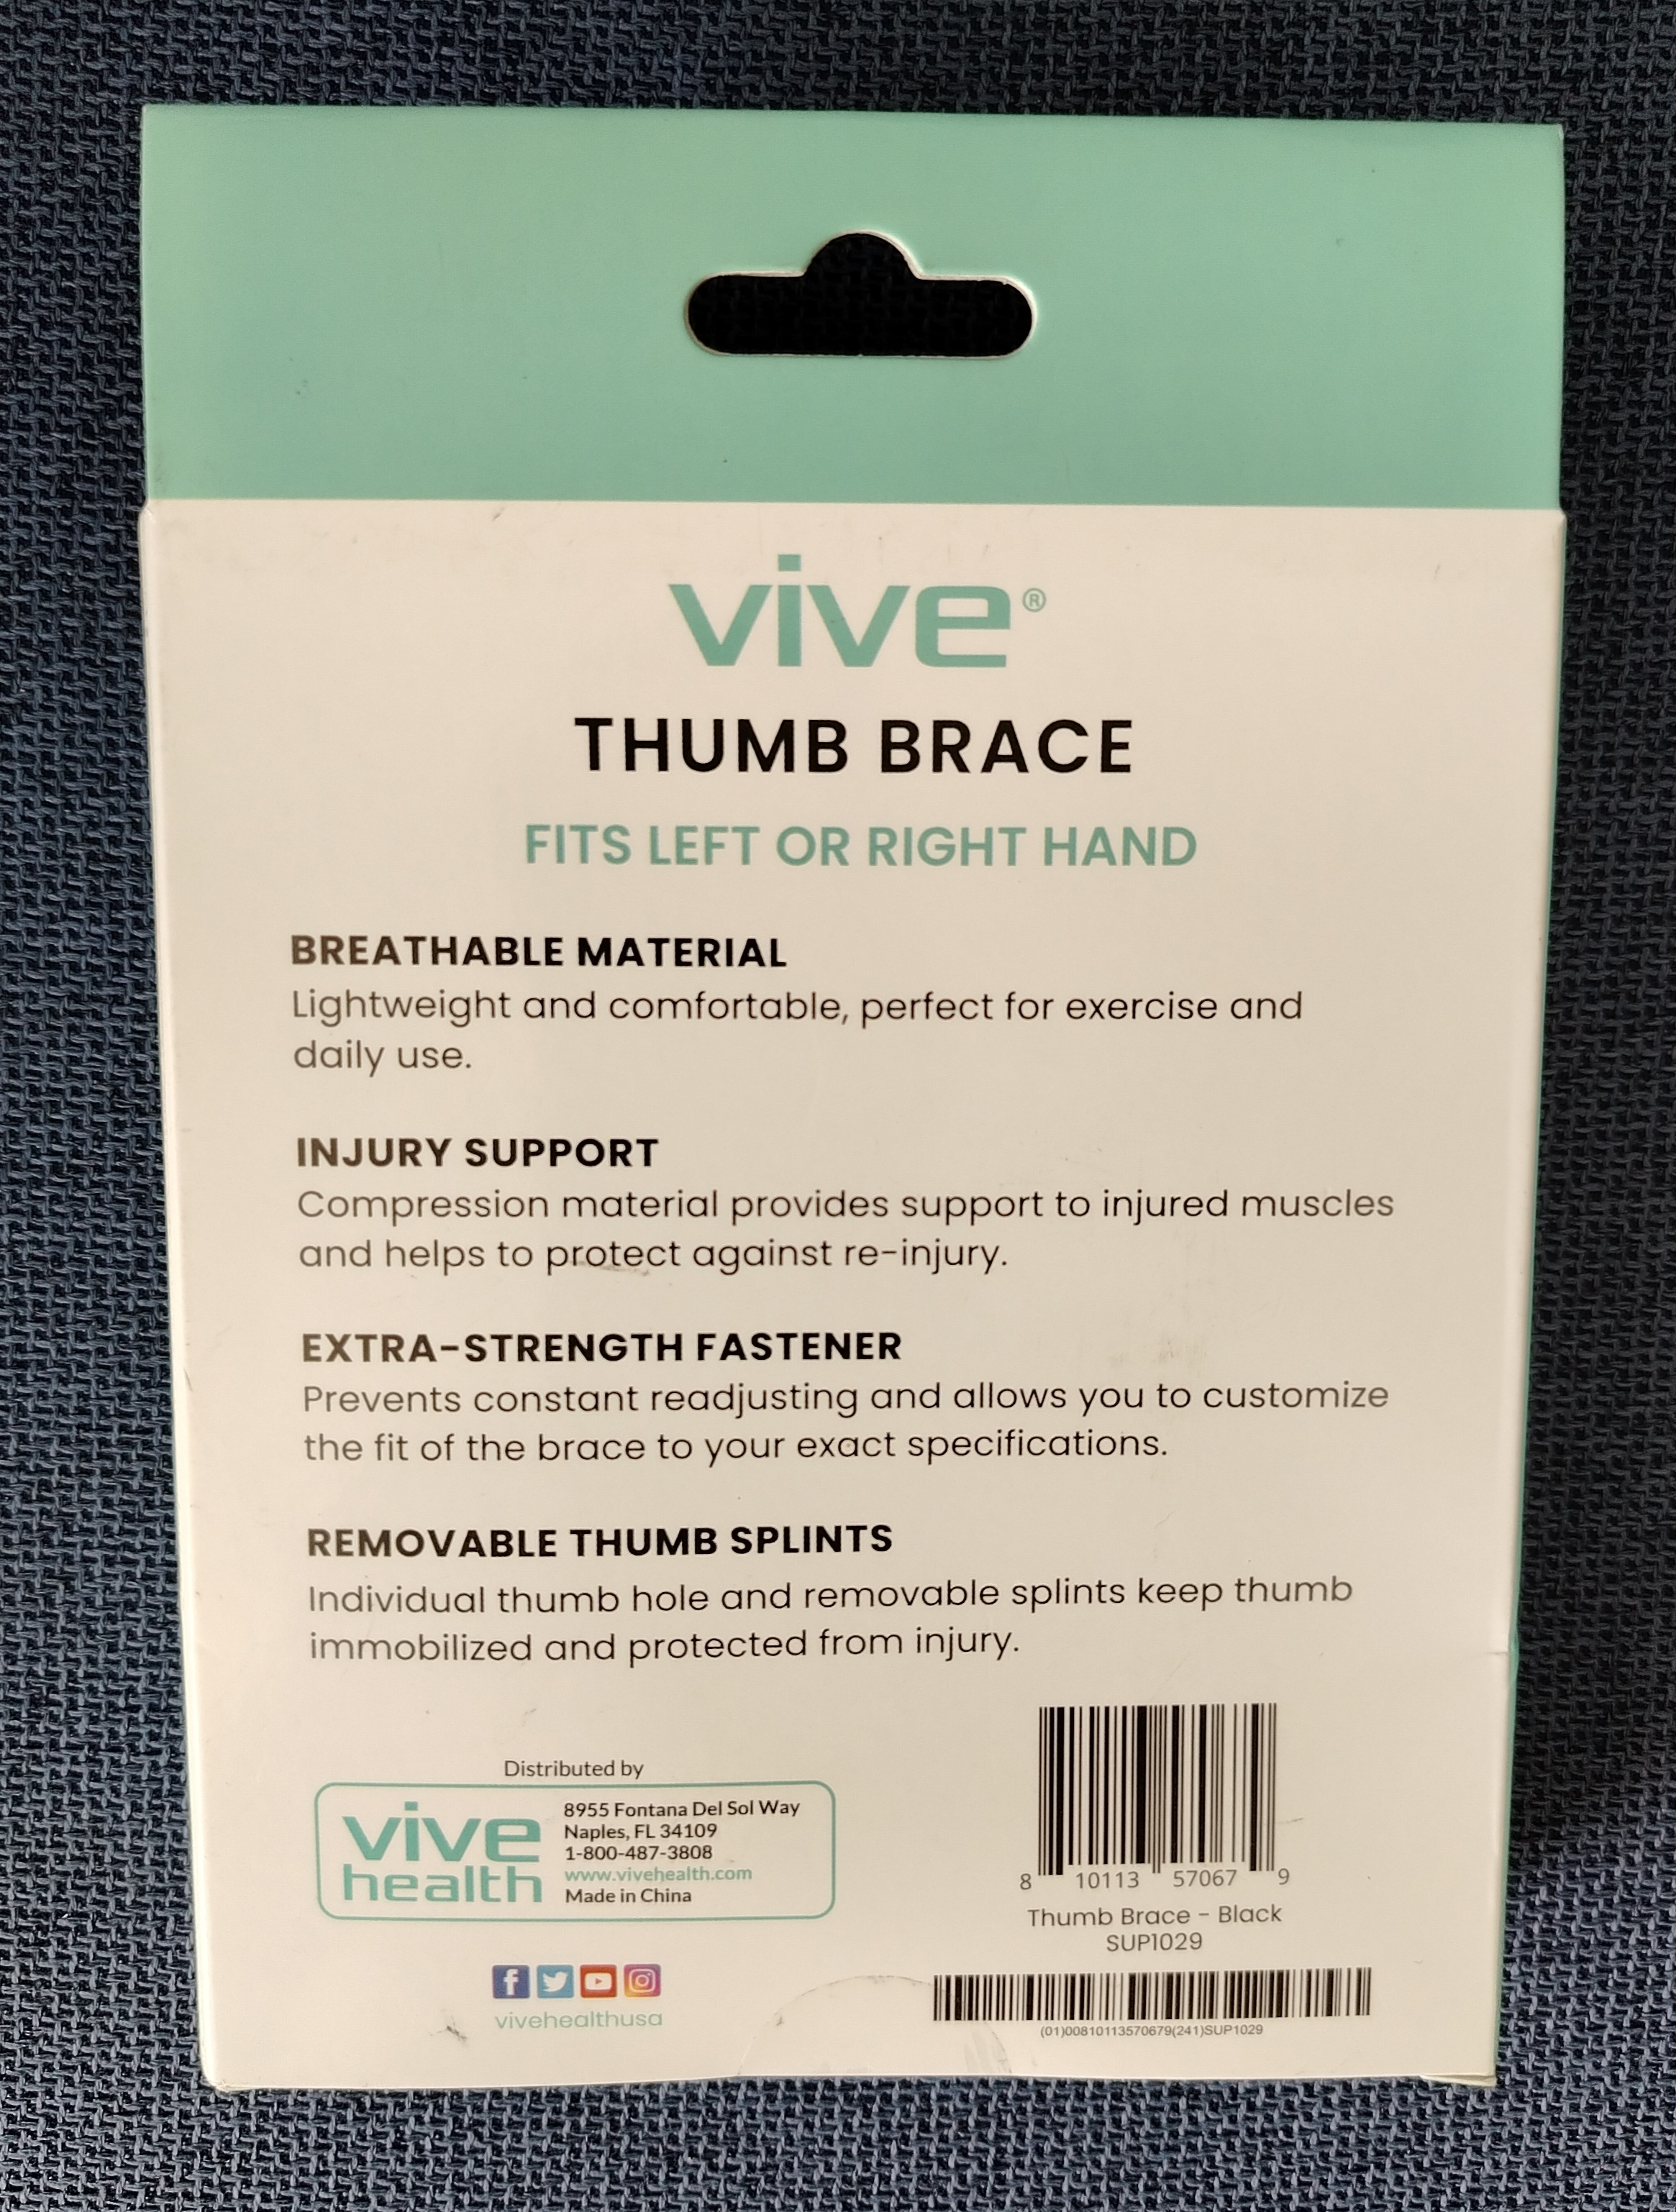 vive®
THUMB BRACE
FITS LEFT OR RIGHT HAND
BREATHABLE MATERIAL
Lightweight and comfortable, perfect for exercise and
daily use.
INJURY SUPPORT
Compression material provides support to injured muscles
and helps to protect against re-injury.
EXTRA-STRENGTH FASTENER
Prevents constant readjusting and allows you to customize
the fit of the brace to your exact specifications.
REMOVABLE THUMB SPLINTS
Individual thumb hole and removable splints keep thumb
immobilized and protected from injury.
Distributed by
vive
health
8955 Fontana Del Sol Way
Naples, FL 34109
1-800-487-3808
www.vivehealth.com
Made in China
vivehealthusa
8 10113 57067 9
Thumb Brace - Black
SUP1029
(01)00810113570679(241)SUP1029